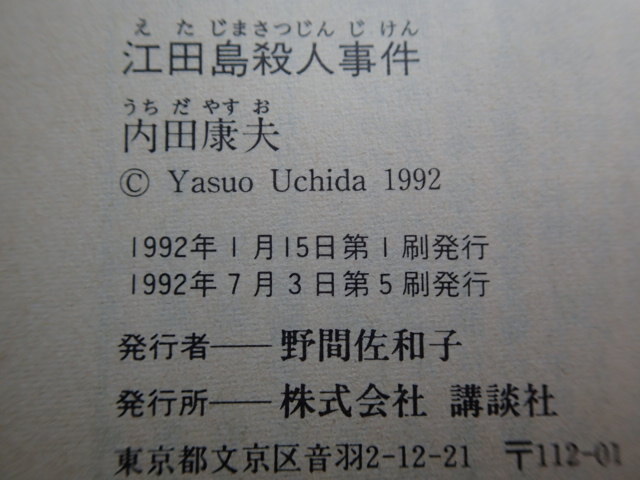 えたじまさつじんじけん
江田島殺人事件
うちだやすお
内田康夫
© Yasuo Uchida 1992
1992年1月15日第1刷発行
1992年7月3日第5刷発行
発行者――野間佐和子
発行所――株式会社 講談社
東京都文京区音羽2-12-21 〒112-01